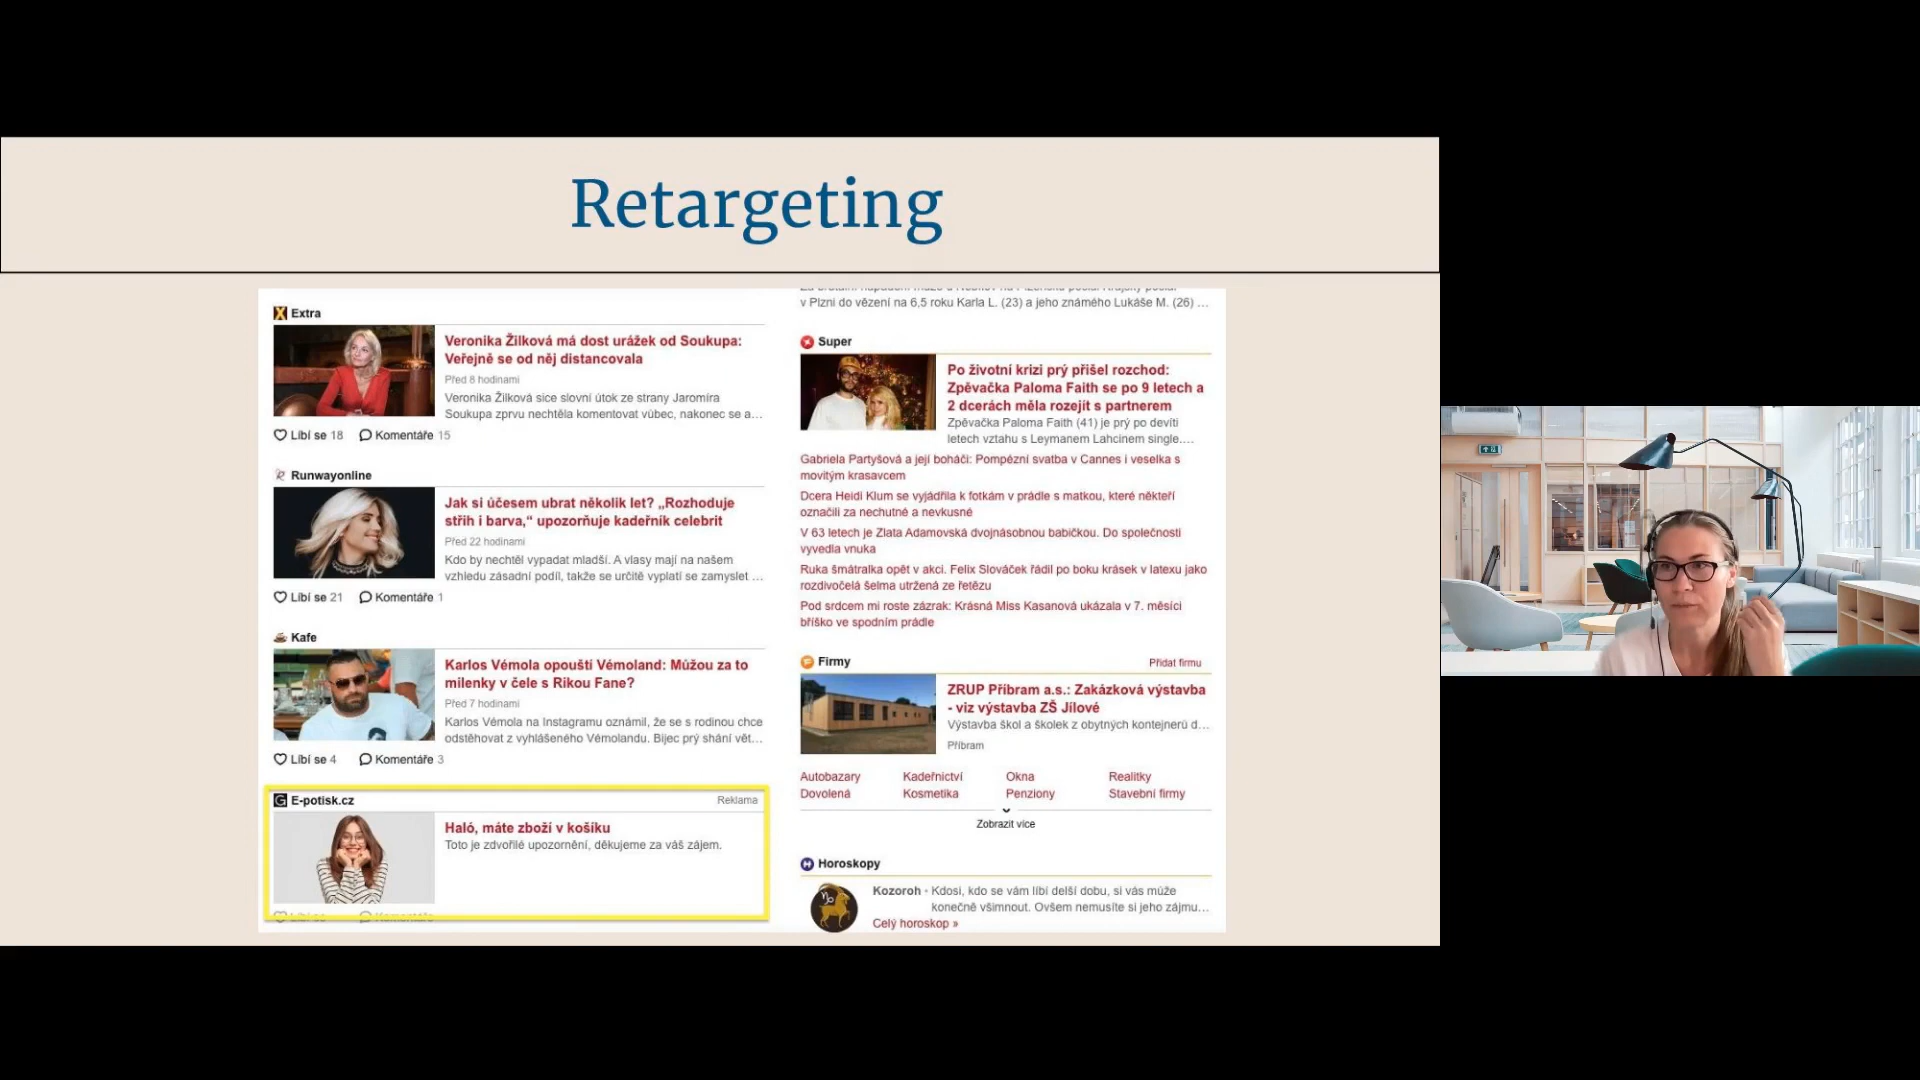 Retargeting
Extra
Veronika Žilková má dost urážek od Soukupa:
Veřejně se od něj distancovala
Před 8 hodinami
Veronika Žilková sice slovní útok ze strany Jaromíra
Soukupa zprvu nechtěla komentovat vůbec, nakonec se a...
Líbí se 18 Komentáře 15
Runwayonline
Jak si účesem ubrat několik let? „Rozhoduje
střih i barva,“ upozorňuje kadeřník celebrit
Před 22 hodinami
Kdo by nechtěl vypadat mladší. A vlasy mají na našem
vzhledu zásadní podíl, takže se určitě vyplatí se zamyslet ...
Líbí se 21 Komentáře 1
Kafe
Karlos Vémola opouští Vémoland: Můžou za to
milenky v čele s Rikou Fane?
Před 7 hodinami
Karlos Vémola na Instagramu oznámil, že se s rodinou chce
odstěhovat z vyhlášeného Vémolandu. Bijec prý shání vět...
Líbí se 4 Komentáře 3
E-potisk.cz Reklama
Haló, máte zboží v košíku
Toto je zdvořilé upozornění, děkujeme za váš zájem.
v Plzni do vězení na 6,5 roku Karla L. (23) a jeho známého Lukáše M. (26) ...
Super
Po životní krizi prý přišel rozchod:
Zpěvačka Paloma Faith se po 9 letech a
2 dcerách měla rozejít s partnerem
Zpěvačka Paloma Faith (41) je prý po devíti
letech vztahu s Leymanem Lahcinem single....
Gabriela Partyšová a její boháči: Pompézní svatba v Cannes i veselka s
movitým krasavcem
Dcera Heidi Klum se vyjádřila k fotkám v prádle s matkou, které někteří
označili za nechutné a nevkusné
V 63 letech je Zlata Adamovská dvojnásobnou babičkou. Do společnosti
vyvedla vnuka
Ruka šmátralka opět v akci. Felix Slováček řádil po boku krásek v latexu jako
rozdivočelá šelma utržená ze řetězu
Pod srdcem mi roste zázrak: Krásná Miss Kasanová ukázala v 7. měsíci
bříško ve spodním prádle
Firmy Přidat firmu
ZRUP Příbram a.s.: Zakázková výstavba
- viz výstavba ZŠ Jílové
Výstavba škol a školek z obytných kontejnerů d...
Příbram
Autobazary Kadeřnictví Okna Realitky
Dovolená Kosmetika Penziony Stavební firmy
Zobrazit více
Horoskopy
Kozoroh · Kdosi, kdo se vám líbí delší dobu, si vás může
konečně všimnout. Ovšem nemusíte si jeho zájmu...
Celý horoskop »